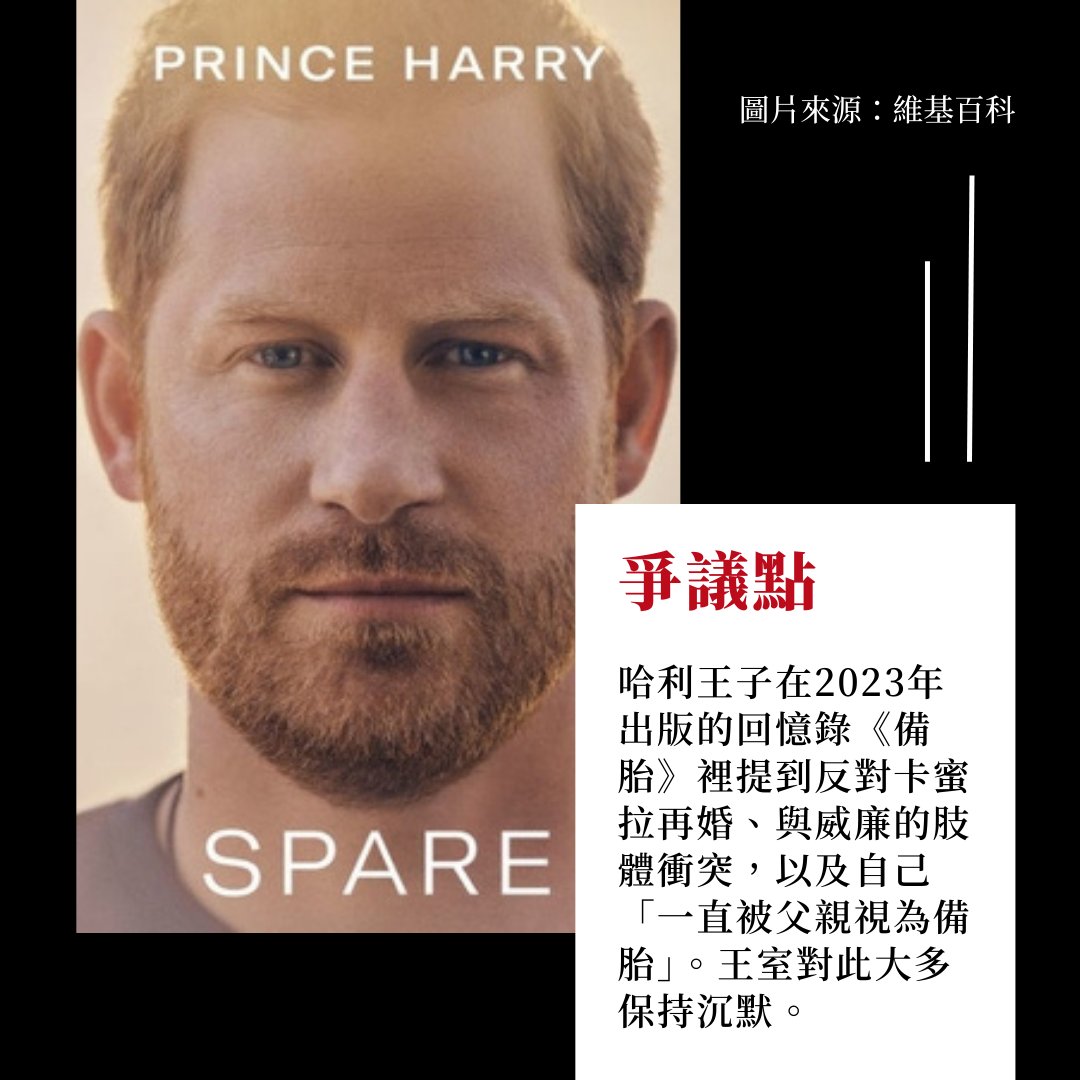 PRINCE HARRY
圖片來源：維基百科
SPARE
爭議點
哈利王子在2023年
出版的回憶錄《備
胎》裡提到反對卡蜜
拉再婚、與威廉的肢
體衝突，以及自己
「一直被父親視為備
胎」。王室對此大多
保持沉默。